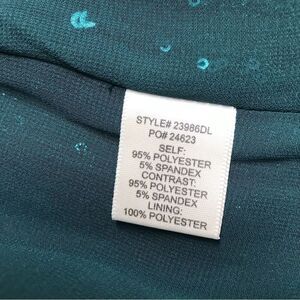 STYLE# 23986DL
PO# 24623
SELF:
95% POLYESTER
5% SPANDEX
CONTRAST:
95% POLYESTER
5% SPANDEX
LINING:
100% POLYESTER